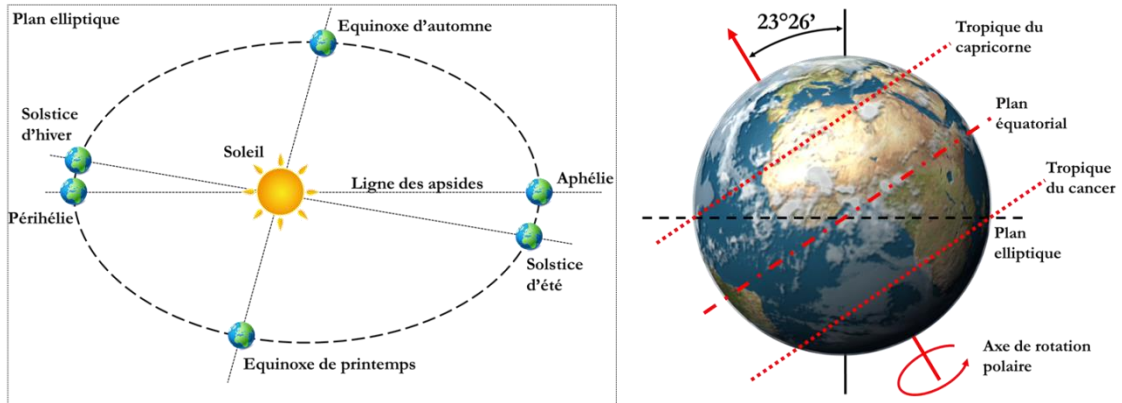 Plan elliptique
Equinoxe d'automne
Solstice
d'hiver
Soleil
Ligne des apsides
Aphélie
Périhélie
Solstice
d'été
Equinoxe de printemps
23°26'
Tropique du
capricorne
Plan
équatorial
Tropique
du cancer
Plan
elliptique
Axe de rotation
polaire